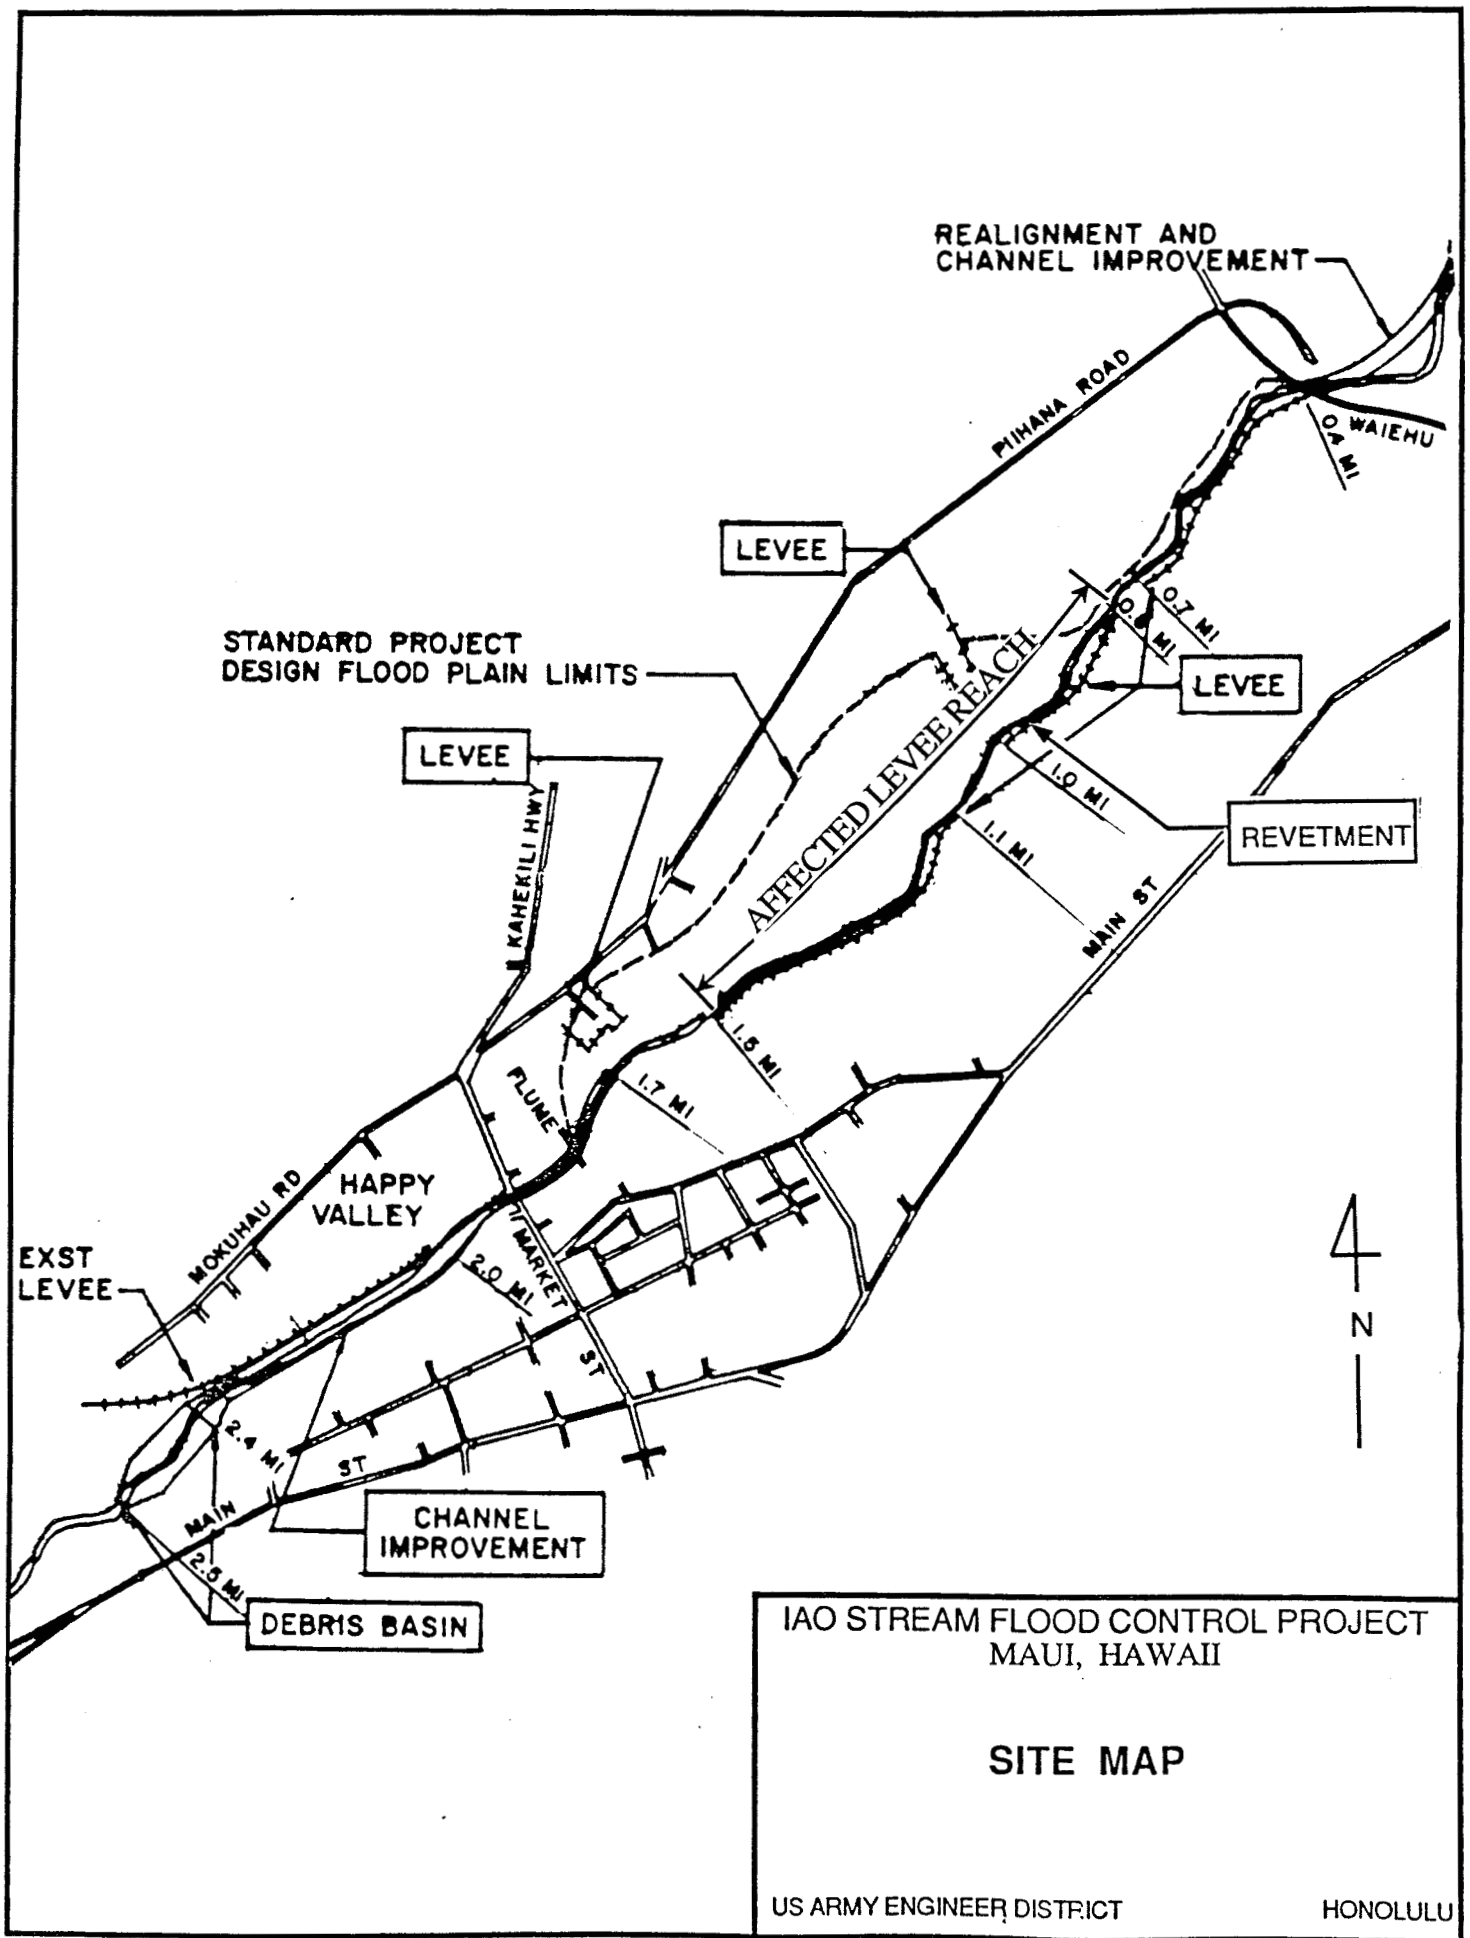 REALIGNMENT AND
CHANNEL IMPROVEMENT
PIIHANA ROAD
WAIEHU
0.4 MI
LEVEE
0.7 MI
STANDARD PROJECT
DESIGN FLOOD PLAIN LIMITS
LEVEE
LEVEE
AFFECTED LEVEE REACH
1.0 MI
REVETMENT
KAHEKILI HWY
1.1 MI
MAIN ST
1.5 MI
FLUME
1.7 MI
MOKUHAU RD
HAPPY
VALLEY
EXST
LEVEE
MARKET
ST
2.0 MI
2.4 MI
MAIN
ST
CHANNEL
IMPROVEMENT
2.5 MI
DEBRIS BASIN
N
IAO STREAM FLOOD CONTROL PROJECT
MAUI, HAWAII
SITE MAP
US ARMY ENGINEER DISTRICT
HONOLULU